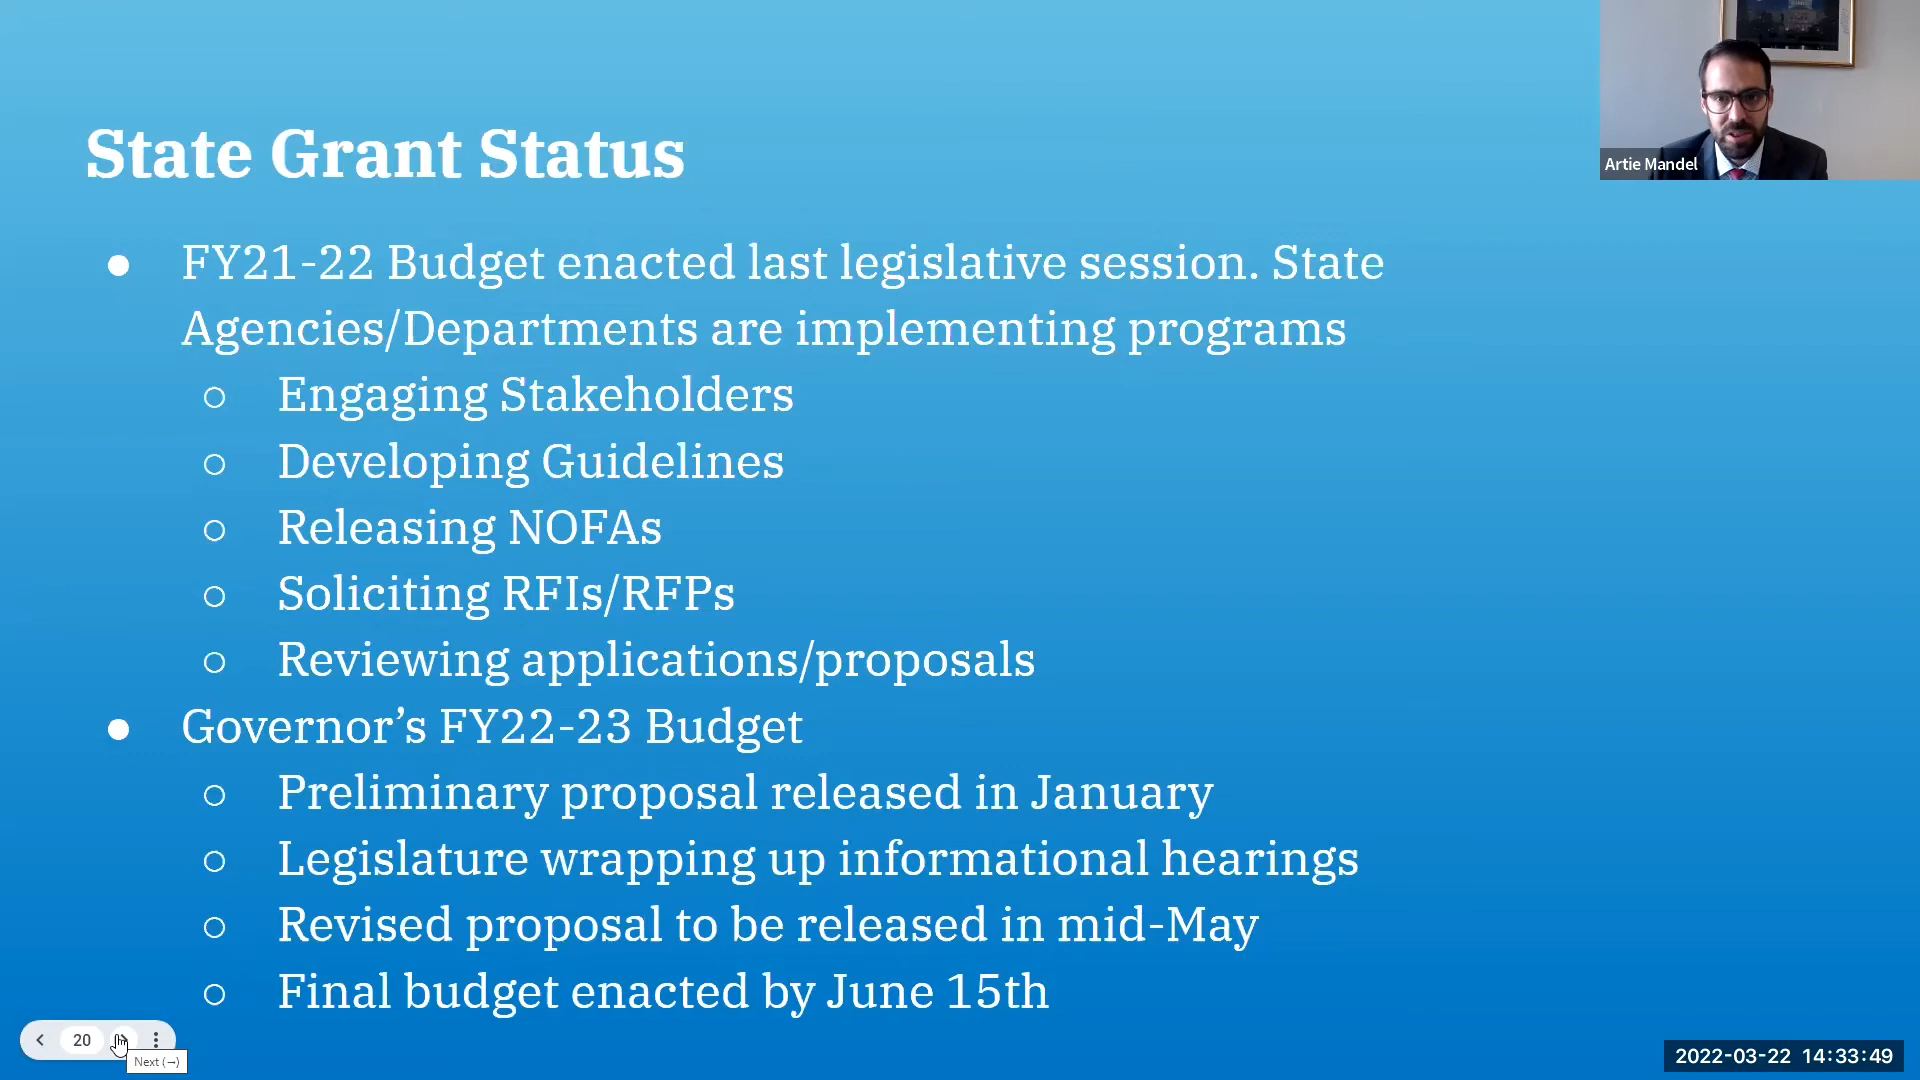 Artie Mandel
State Grant Status
● FY21-22 Budget enacted last legislative session. State
Agencies/Departments are implementing programs
○ Engaging Stakeholders
○ Developing Guidelines
○ Releasing NOFAs
○ Soliciting RFIs/RFPs
○ Reviewing applications/proposals
● Governor’s FY22-23 Budget
○ Preliminary proposal released in January
○ Legislature wrapping up informational hearings
○ Revised proposal to be released in mid-May
○ Final budget enacted by June 15th
20
Next (→)
2022-03-22 14:33:49